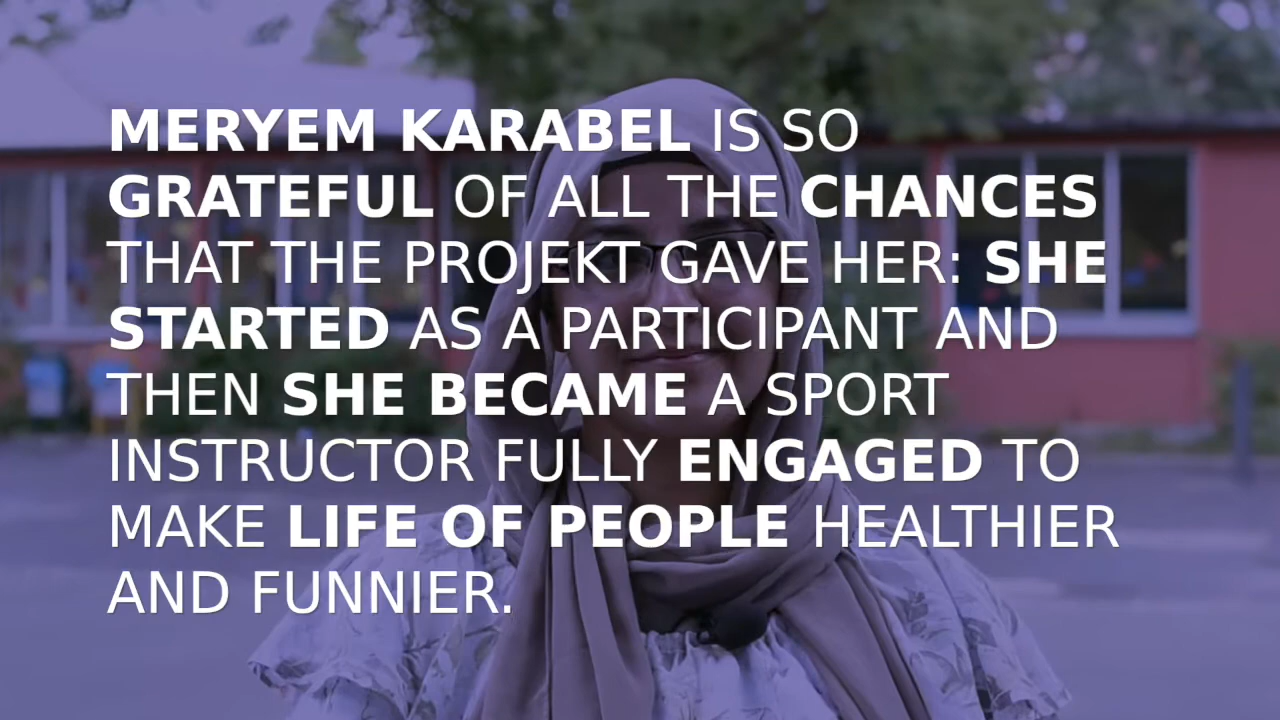 MERYEM KARABEL IS SO
GRATEFUL OF ALL THE CHANCES
THAT THE PROJEKT GAVE HER: SHE
STARTED AS A PARTICIPANT AND
THEN SHE BECAME A SPORT
INSTRUCTOR FULLY ENGAGED TO
MAKE LIFE OF PEOPLE HEALTHIER
AND FUNNIER.